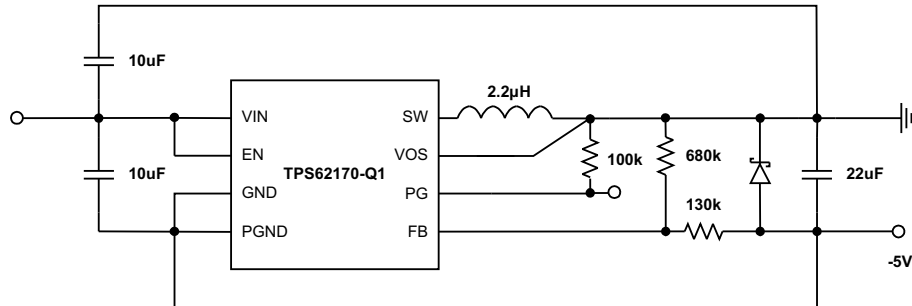 10uF
2.2µH
VIN
SW
EN
VOS
TPS62170-Q1
100k
680k
10uF
22uF
GND
PG
130k
PGND
FB
-5V